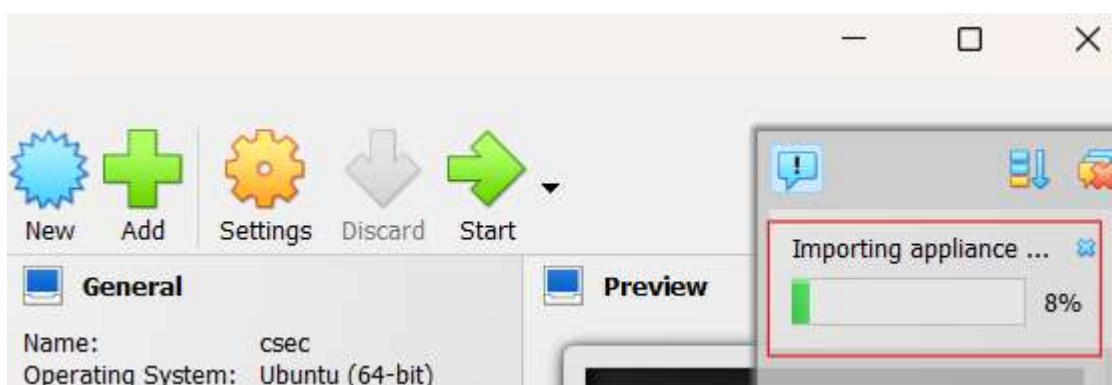 New Add Settings Discard Start
Importing appliance ...
8%
General
Preview
Name: csec
Operating System: Ubuntu (64-bit)